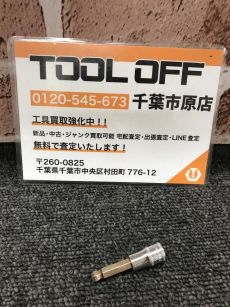 TOOL OFF
0120-545-673 千葉市原店
工具買取強化中！！
新品・中古・ジャンク買取可能 宅配査定・出張査定・LINE査定
無料で査定いたします！
〒260-0825
千葉県千葉市中央区村田町 776-12